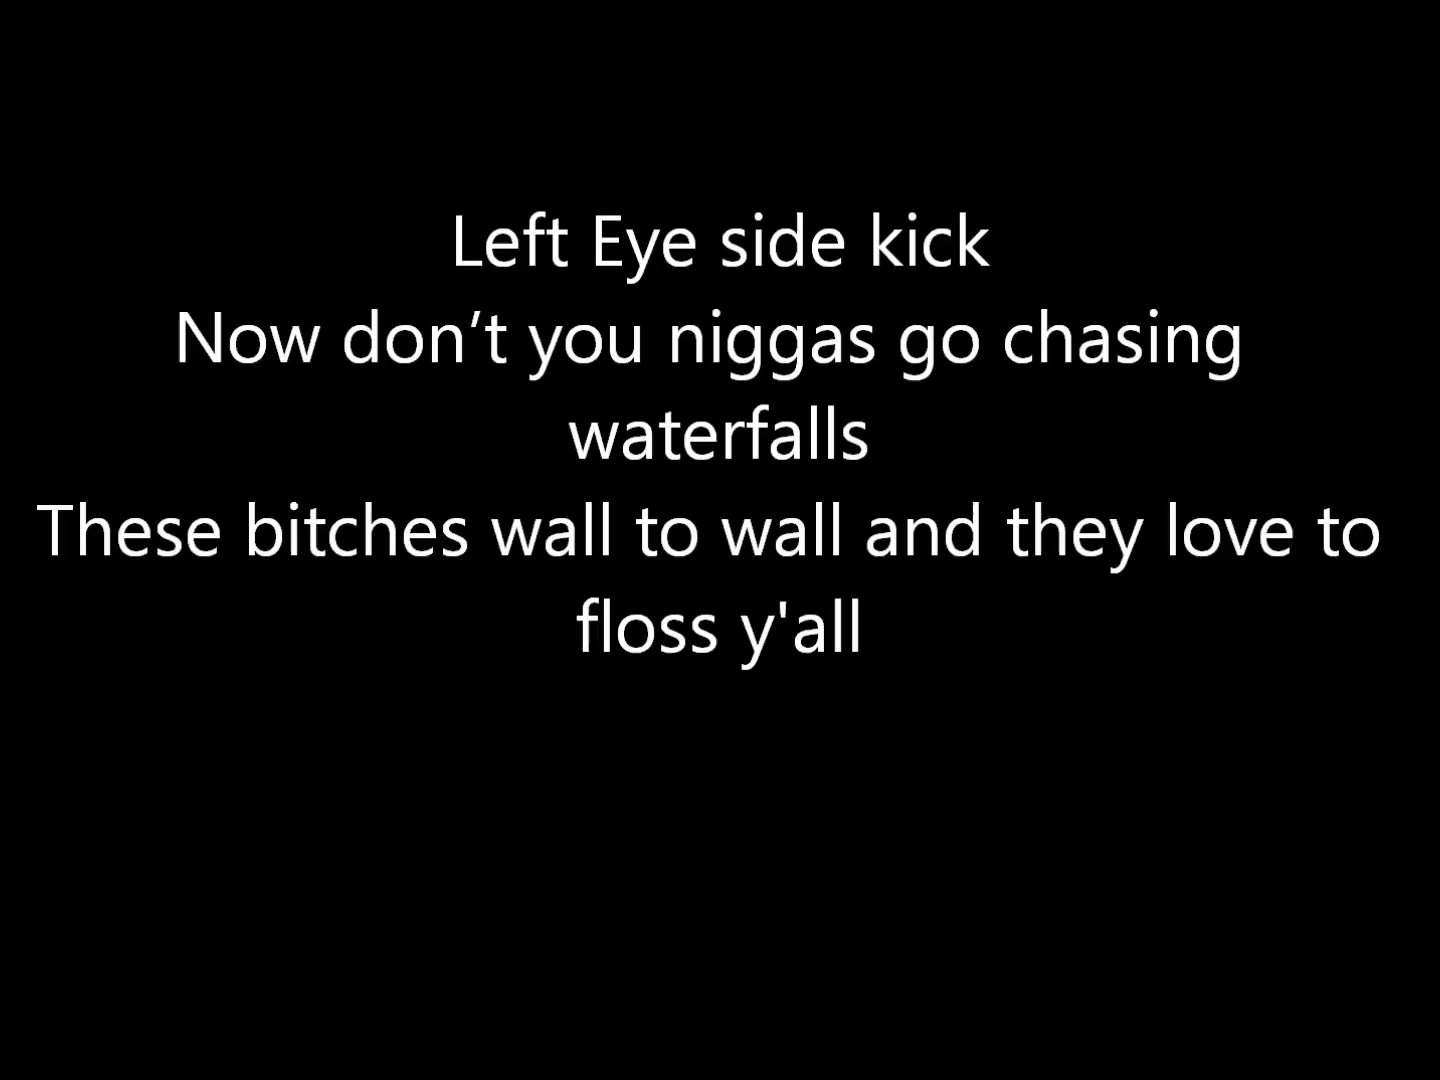 Left Eye side kick
Now don’t you niggas go chasing
waterfalls
These bitches wall to wall and they love to
floss y'all